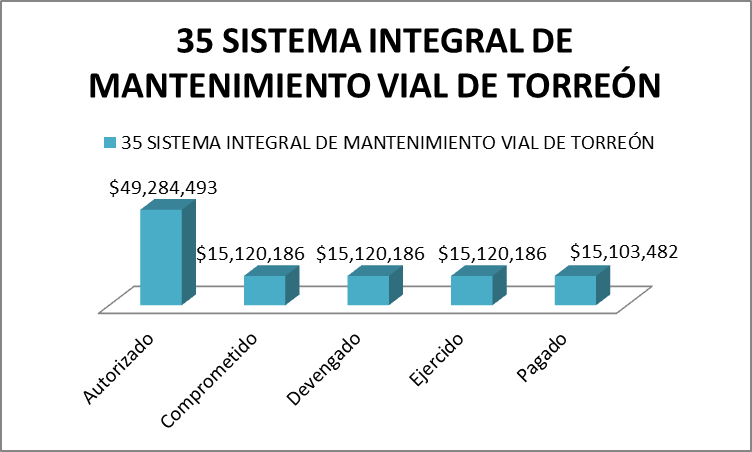 35 SISTEMA INTEGRAL DE
MANTENIMIENTO VIAL DE TORREÓN
35 SISTEMA INTEGRAL DE MANTENIMIENTO VIAL DE TORREÓN
$49,284,493
$15,120,186
$15,120,186
$15,120,186
$15,103,482
Autorizado
Comprometido
Devengado
Ejercido
Pagado